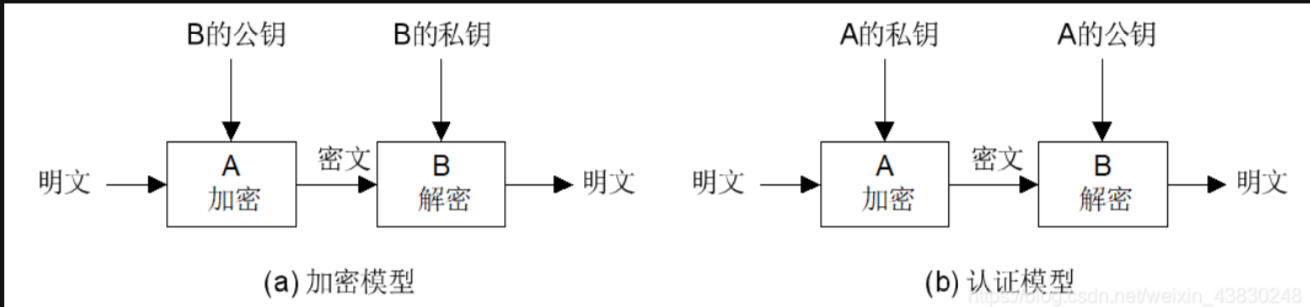 B的公钥 B的私钥 A的私钥 A的公钥
明文 A 加密 密文 B 解密 明文 明文 A 加密 密文 B 解密 明文
(a) 加密模型 (b) 认证模型
https://blog.csdn.net/weixin_43830248